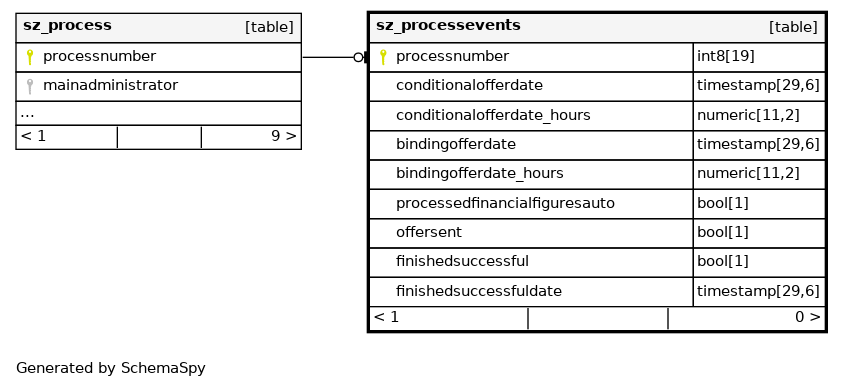 sz_process [table]
processnumber
mainadministrator
...
< 1 9 >
sz_processevents [table]
processnumber int8[19]
conditionalofferdate timestamp[29,6]
conditionalofferdate_hours numeric[11,2]
bindingofferdate timestamp[29,6]
bindingofferdate_hours numeric[11,2]
processedfinancialfiguresauto bool[1]
offersent bool[1]
finishedsuccessful bool[1]
finishedsuccessfuldate timestamp[29,6]
< 1 0 >
Generated by SchemaSpy